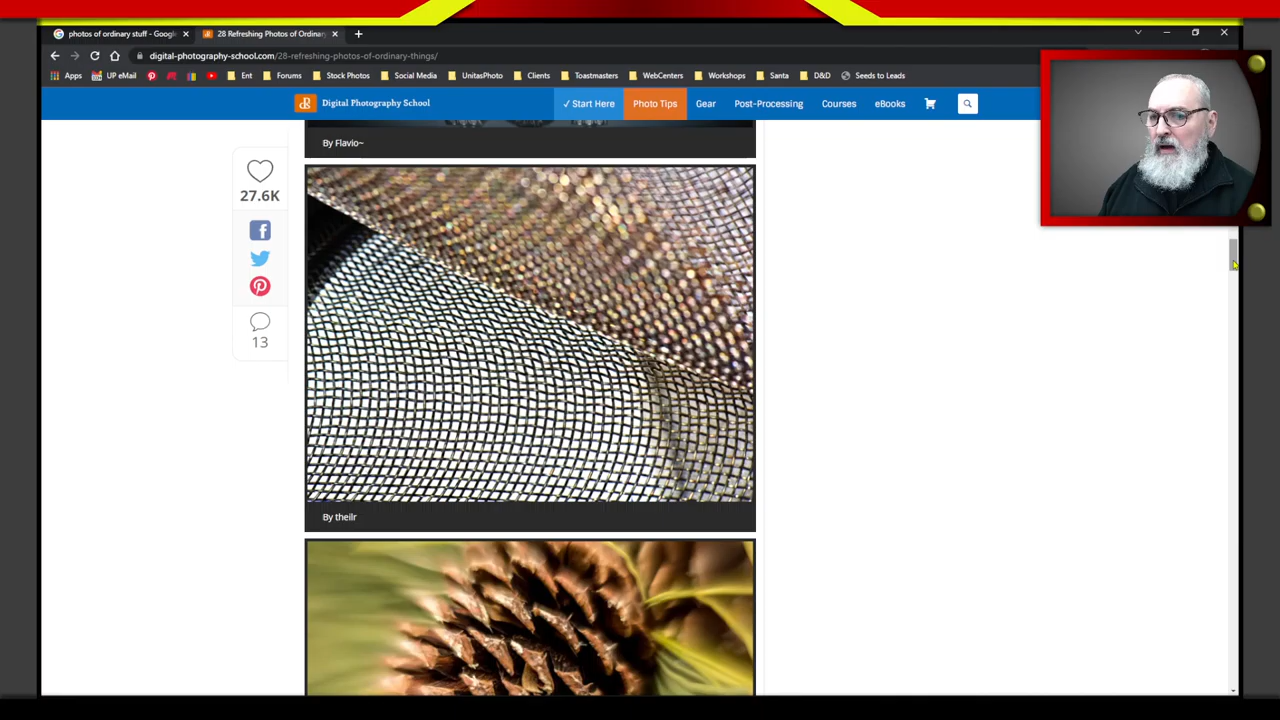 photos of ordinary stuff - Googl
28 Refreshing Photos of Ordinar
digital-photography-school.com/28-refreshing-photos-of-ordinary-things/
Apps
UP eMail
Ent
Forums
Stock Photos
Social Media
UnitasPhoto
Clients
Toastmasters
WebCenters
Workshops
Santa
D&D
Seeds to Leads
Digital Photography School
✓ Start Here
Photo Tips
Gear
Post-Processing
Courses
eBooks
By Flavio~
27.6K
13
By theilr